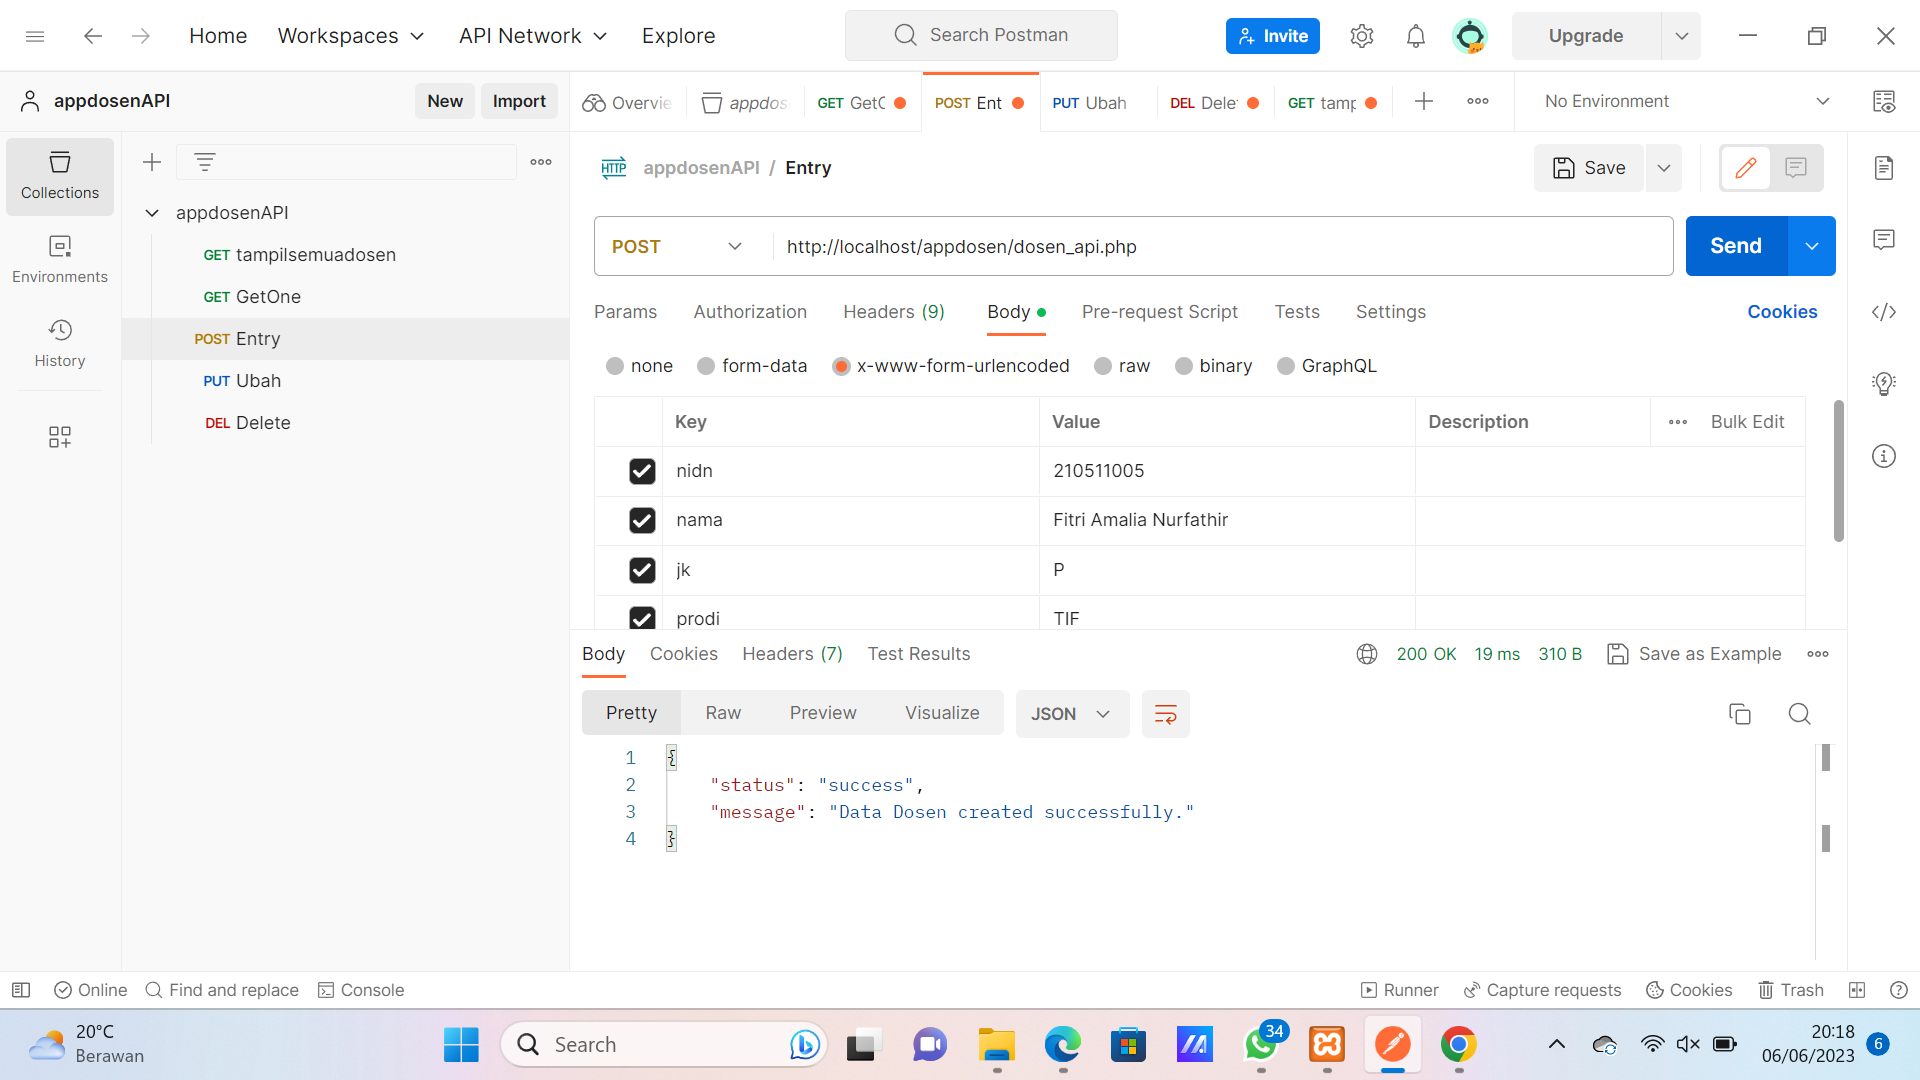 Home Workspaces API Network Explore Search Postman Invite Upgrade
appdosenAPI New Import
Overvie appdos GET GetO POST Ent PUT Ubah DEL Dele GET tamp No Environment
Collections
Environments
History
appdosenAPI
GET tampilsemuadosen
GET GetOne
POST Entry
PUT Ubah
DEL Delete
HTTP appdosenAPI / Entry Save
POST http://localhost/appdosen/dosen_api.php Send
Params Authorization Headers (9) Body Pre-request Script Tests Settings Cookies
none form-data x-www-form-urlencoded raw binary GraphQL
Key Value Description Bulk Edit
nidn 210511005
nama Fitri Amalia Nurfathir
jk P
prodi TIF
Body Cookies Headers (7) Test Results 200 OK 19 ms 310 B Save as Example
Pretty Raw Preview Visualize JSON
1 {
2 "status": "success",
3 "message": "Data Dosen created successfully."
4 }
Online Find and replace Console Runner Capture requests Cookies Trash
20°C
Berawan
Search
34
20:18
06/06/2023
6